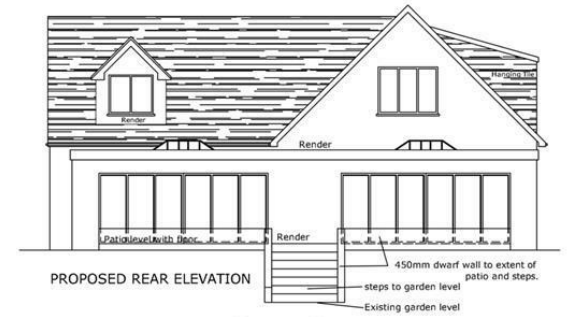 Hanging Tile
Render
Render
Patio level with floor
Render
450mm dwarf wall to extent of
patio and steps.
PROPOSED REAR ELEVATION
steps to garden level
Existing garden level